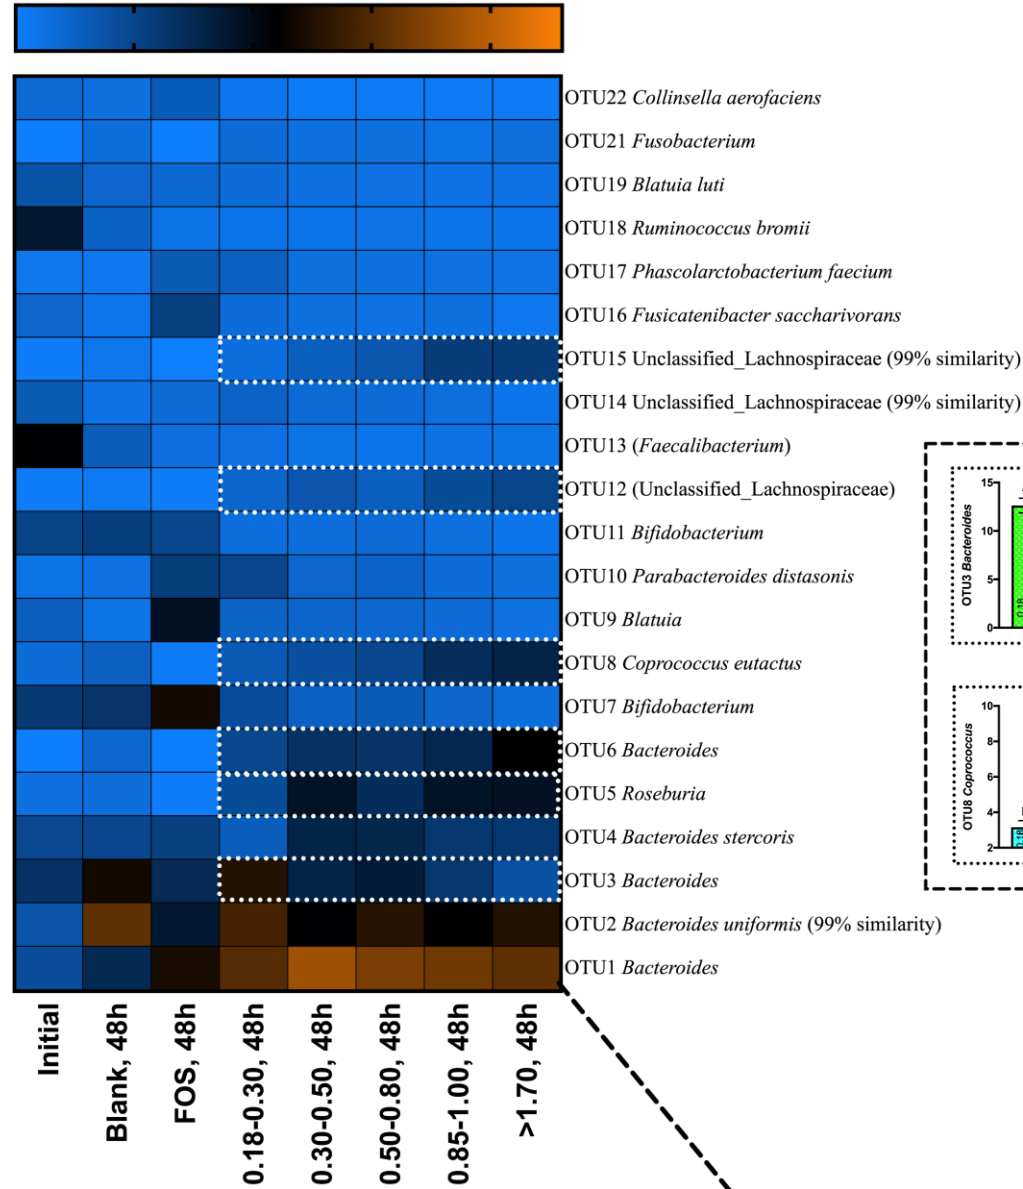 OTU22 Collinsella aerofaciens
OTU21 Fusobacterium
OTU19 Blatuia luti
OTU18 Ruminococcus bromii
OTU17 Phascolarctobacterium faecium
OTU16 Fusicatenibacter saccharivorans
OTU15 Unclassified_Lachnospiraceae (99% similarity)
OTU14 Unclassified_Lachnospiraceae (99% similarity)
OTU13 (Faecalibacterium)
OTU12 (Unclassified_Lachnospiraceae)
OTU11 Bifidobacterium
OTU10 Parabacteroides distasonis
OTU9 Blatuia
OTU8 Coprococcus eutactus
OTU7 Bifidobacterium
OTU6 Bacteroides
OTU5 Roseburia
OTU4 Bacteroides stercoris
OTU3 Bacteroides
OTU2 Bacteroides uniformis (99% similarity)
OTU1 Bacteroides
Initial
Blank, 48h
FOS, 48h
0.18-0.30, 48h
0.30-0.50, 48h
0.50-0.80, 48h
0.85-1.00, 48h
>1.70, 48h
OTU3 Bacteroides
15
10
5
0
OTU8 Coprococcus
10
8
6
4
2